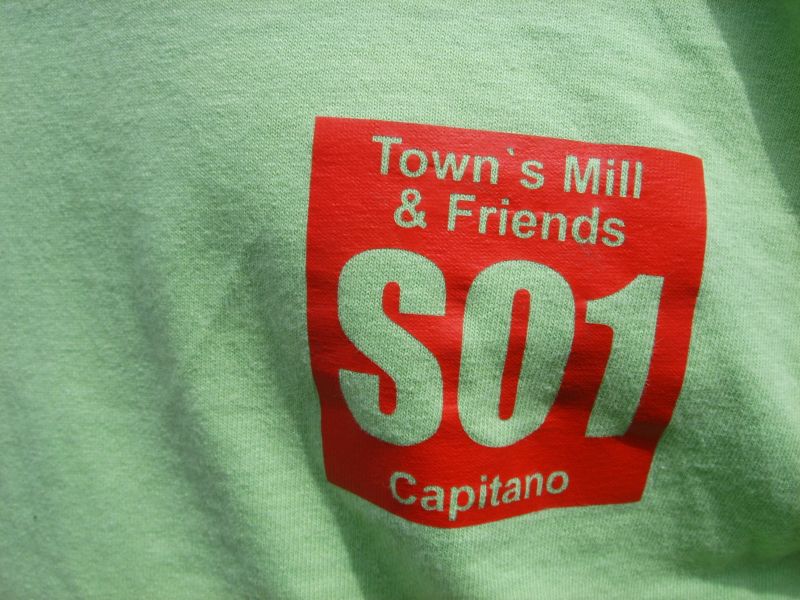 Town`s Mill
& Friends
S01
Capitano